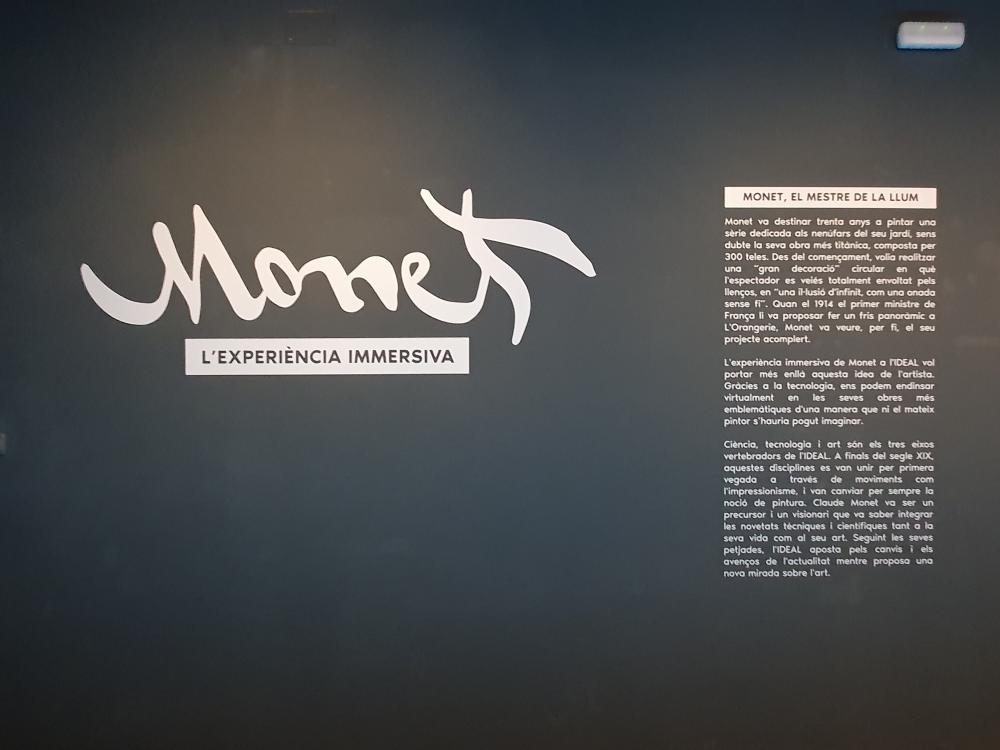 Monet
L'EXPERIÈNCIA IMMERSIVA
MONET, EL MESTRE DE LA LLUM
Monet va destinar trenta anys a pintar una
sèrie dedicada als nenúfars del seu jardí, sens
dubte la seva obra més titànica, composta per
300 teles. Des del començament, volia realitzar
una “gran decoració” circular en què
l'espectador es veiés totalment envoltat pels
llenços, en “una il·lusió d'infinit, com una onada
sense fi”. Quan el 1914 el primer ministre de
França li va proposar fer un fris panoràmic a
L'Orangerie, Monet va veure, per fi, el seu
projecte acomplert.
L'experiència immersiva de Monet a l'IDEAL vol
portar més enllà aquesta idea de l'artista.
Gràcies a la tecnologia, ens podem endinsar
virtualment en les seves obres més
emblemàtiques d'una manera que ni el mateix
pintor s'hauria pogut imaginar.
Ciència, tecnologia i art són els tres eixos
vertebradors de l'IDEAL. A finals del segle XIX,
aquestes disciplines es van unir per primera
vegada a través de moviments com
l'impressionisme, i van canviar per sempre la
noció de pintura. Claude Monet va ser un
precursor i un visionari que va saber integrar
les novetats tècniques i científiques tant a la
seva vida com al seu art. Seguint les seves
petjades, l'IDEAL aposta pels canvis i els
avenços de l'actualitat mentre proposa una
nova mirada sobre l'art.